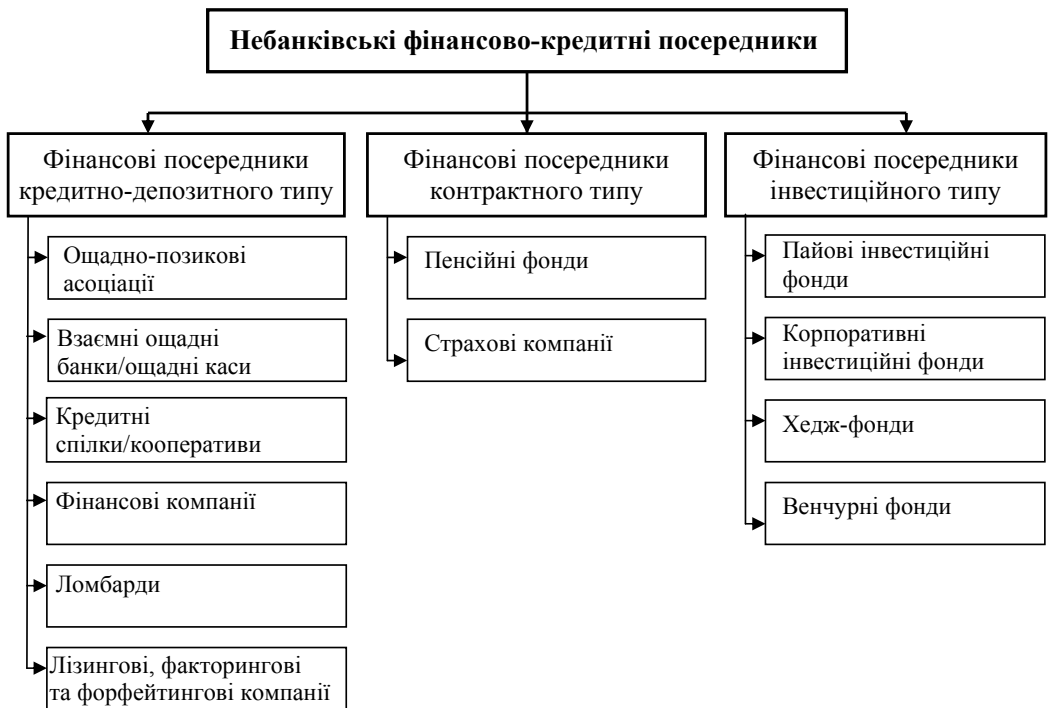 Небанківські фінансово-кредитні посередники
Фінансові посередники
кредитно-депозитного типу
Ощадно-позикові
асоціації
Взаємні ощадні
банки/ощадні каси
Кредитні
спілки/кооперативи
Фінансові компанії
Ломбарди
Лізингові, факторингові
та форфейтингові компанії
Фінансові посередники
контрактного типу
Пенсійні фонди
Страхові компанії
Фінансові посередники
інвестиційного типу
Пайові інвестиційні
фонди
Корпоративні
інвестиційні фонди
Хедж-фонди
Венчурні фонди